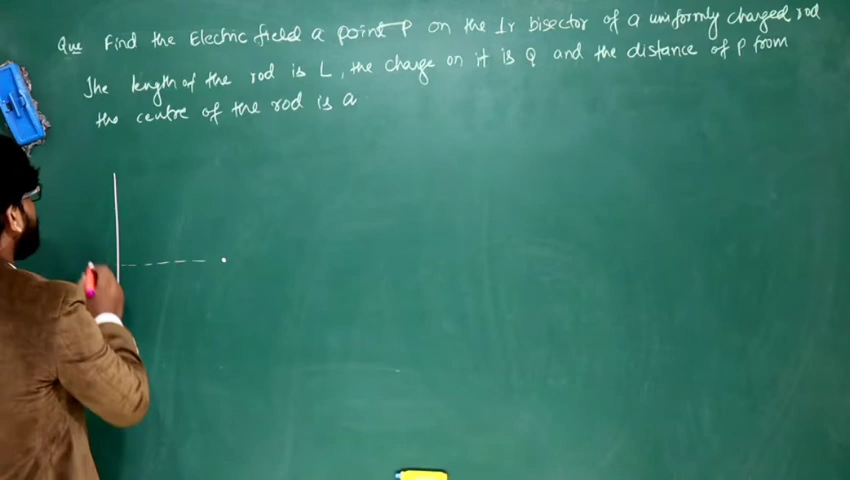 Que Find the Electric field a point P on the ⊥r bisector of a uniformly charged rod
The length of the rod is L, the charge on it is Q and the distance of P from
the centre of the rod is a